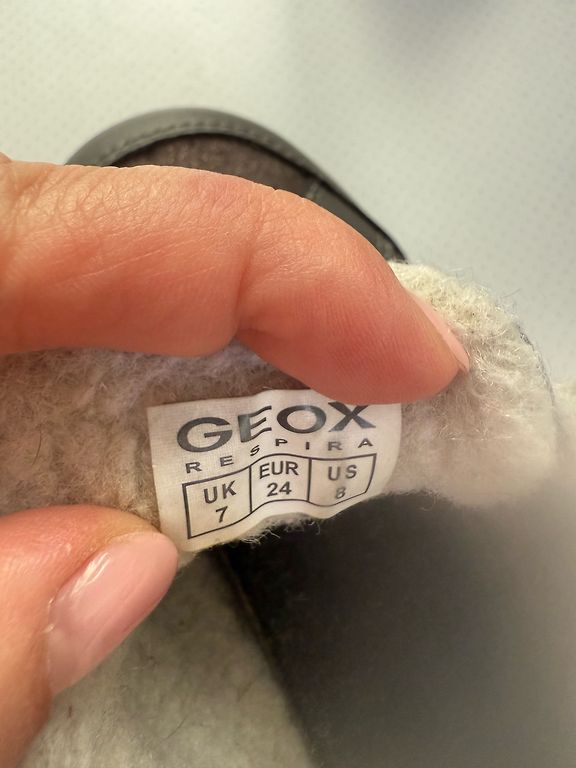 GEOX
RESPIRA
UK EUR US
7 24 8